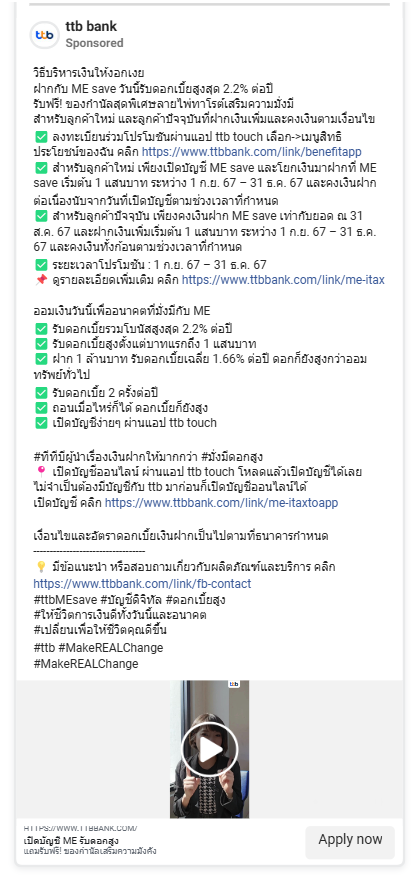 ttb bank
ttb
Sponsored
วิธีบริหารเงินให้งอกเงย
ฝากกับ ME save วันนี้รับดอกเบี้ยสูงสุด 2.2% ต่อปี
รับฟรี! ของกำนัลสุดพิเศษลายไพ่ทาโรต์เสริมความมั่งมี
สำหรับลูกค้าใหม่ และลูกค้าปัจจุบันที่ฝากเงินเพิ่มและคงเงินตามเงื่อนไข
✅ ลงทะเบียนร่วมโปรโมชันผ่านแอป ttb touch เลือก->เมนูสิทธิ
ประโยชน์ของฉัน คลิก https://www.ttbbank.com/link/benefitapp
✅ สำหรับลูกค้าใหม่ เพียงเปิดบัญชี ME save และโยกเงินมาฝากที่ ME
save เริ่มต้น 1 แสนบาท ระหว่าง 1 ก.ย. 67 – 31 ธ.ค. 67 และคงเงินฝาก
ต่อเนื่องนับจากวันที่เปิดบัญชีตามช่วงเวลาที่กำหนด
✅ สำหรับลูกค้าปัจจุบัน เพียงคงเงินฝาก ME save เท่ากับยอด ณ 31
ส.ค. 67 และฝากเงินเพิ่มเริ่มต้น 1 แสนบาท ระหว่าง 1 ก.ย. 67 – 31 ธ.ค.
67 และคงเงินทั้งก้อนตามช่วงเวลาที่กำหนด
✅ ระยะเวลาโปรโมชัน : 1 ก.ย. 67 – 31 ธ.ค. 67
📌 ดูรายละเอียดเพิ่มเติม คลิก https://www.ttbbank.com/link/me-itax
ออมเงินวันนี้เพื่ออนาคตที่มั่งมีกับ ME
✅ รับดอกเบี้ยรวมโบนัสสูงสุด 2.2% ต่อปี
✅ รับดอกเบี้ยสูงตั้งแต่บาทแรกถึง 1 แสนบาท
✅ ฝาก 1 ล้านบาท รับดอกเบี้ยเฉลี่ย 1.66% ต่อปี ดอกก็ยังสูงกว่าออม
ทรัพย์ทั่วไป
✅ รับดอกเบี้ย 2 ครั้งต่อปี
✅ ถอนเมื่อไหร่ก็ได้ ดอกเบี้ยก็ยังสูง
✅ เปิดบัญชีง่ายๆ ผ่านแอป ttb touch
#ที่ที่มีผู้นำเรื่องเงินฝากให้มากกว่า #มั่งมีดอกสูง
📍 เปิดบัญชีออนไลน์ ผ่านแอป ttb touch โหลดแล้วเปิดบัญชีได้เลย
ไม่จำเป็นต้องมีบัญชีกับ ttb มาก่อนก็เปิดบัญชีออนไลน์ได้
เปิดบัญชี คลิก https://www.ttbbank.com/link/me-itaxtoapp
เงื่อนไขและอัตราดอกเบี้ยเงินฝากเป็นไปตามที่ธนาคารกำหนด
----------------------------------
💡 มีข้อแนะนำ หรือสอบถามเกี่ยวกับผลิตภัณฑ์และบริการ คลิก
https://www.ttbbank.com/link/fb-contact
#ttbMEsave #บัญชีดิจิทัล #ดอกเบี้ยสูง
#ให้ชีวิตการเงินดีทั้งวันนี้และอนาคต
#เปลี่ยนเพื่อให้ชีวิตคุณดีขึ้น
#ttb #MakeREALChange
#MakeREALChange
ttb
HTTPS://WWW.TTBBANK.COM/
เปิดบัญชี ME รับดอกสูง
แถมรับฟรี! ของกำนัลเสริมความมั่งคั่ง
Apply now